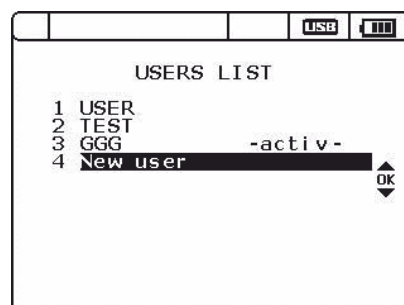 USB
USERS LIST
1 USER
2 TEST
3 GGG -activ-
4 New user
OK